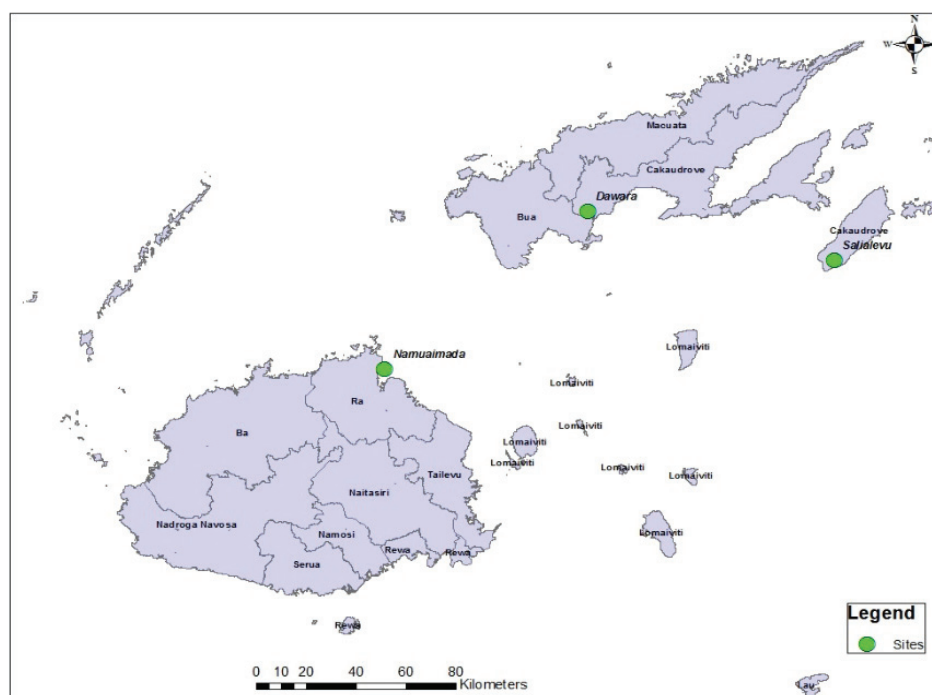 N
W
S
Macuata
Cakaudrove
Dawara
Bua
Cakaudrove
Salialevu
Lomaiviti
Namuaimada
Lomaiviti
Ra
Lomaiviti
Ba
Lomaiviti
Lomaiviti
Tailevu
Lomaiviti
Lomaiviti
Naitasiri
Nadroga Navosa
Namosi
Lomaiviti
Rewa
Rewa
Serua
Legend
Sites
Rewa
0 10 20 40 60 80
Kilometers
Lau